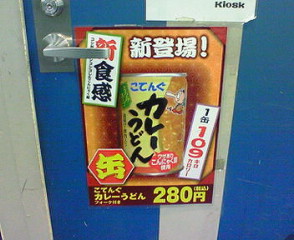 Kiosk
新登場!
新食感
こてんぐ
カレーうどん
1缶109キロカロリー
缶
こてんぐ
カレーうどん
フォーク付き
280円(税込)